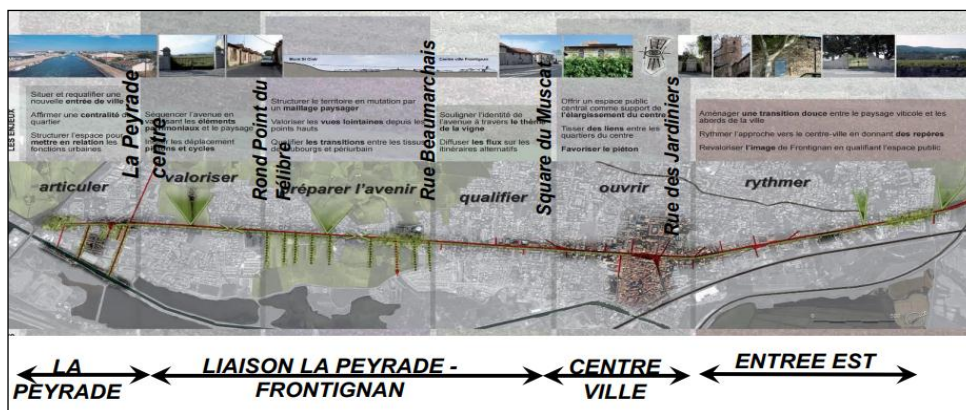 Mont St Clair
Centre ville Frontignan
LES ENJEUX
Situer et requalifier une
nouvelle entrée de ville
Affirmer une centralité de
quartier
Structurer l'espace pour
mettre en relation les
fonctions urbaines
Séquencer l'avenue en
valorisant les éléments
patrimoniaux et le paysage
les déplacement
piétons et cycles
Structurer le territoire en mutation par
un maillage paysager
Valoriser les vues lointaines depuis les
points hauts
Qualifier les transitions entre les tissus
faubourgs et périurbain
Souligner l'identité de
l'avenue à travers le thème
de la vigne
Diffuser les flux sur les
itinéraires alternatifs
Offrir un espace public
central comme support de
l'élargissement du centre
Tisser des liens entre les
quartiers du centre
Favoriser le piéton
Aménager une transition douce entre le paysage viticole et les
abords de la ville
Rythmer l'approche vers le centre-ville en donnant des repères
Revaloriser l'image de Frontignan en qualifiant l'espace public
La Peyrade
centre
Rond Point du
Félibre
Rue Beaumarchais
Square du Muscat
Rue des Jardiniers
articuler
valoriser
préparer l'avenir
qualifier
ouvrir
rythmer
LA
PEYRADE
LIAISON LA PEYRADE -
FRONTIGNAN
CENTRE
VILLE
ENTREE EST